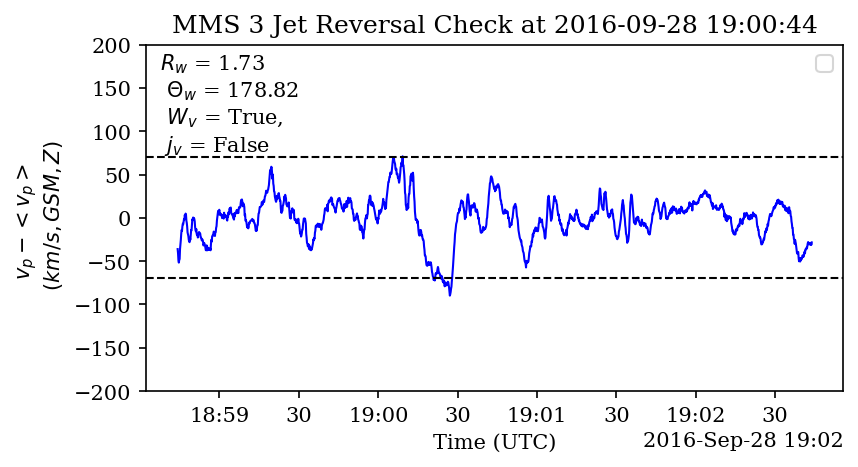 MMS 3 Jet Reversal Check at 2016-09-28 19:00:44
R_w = 1.73
Θ_w = 178.82
W_v = True,
j_v = False
v_p − < v_p >
(km/s, GSM, Z)
200
150
100
50
0
−50
−100
−150
−200
18:59 30 19:00 30 19:01 30 19:02 30
Time (UTC) 2016-Sep-28 19:02